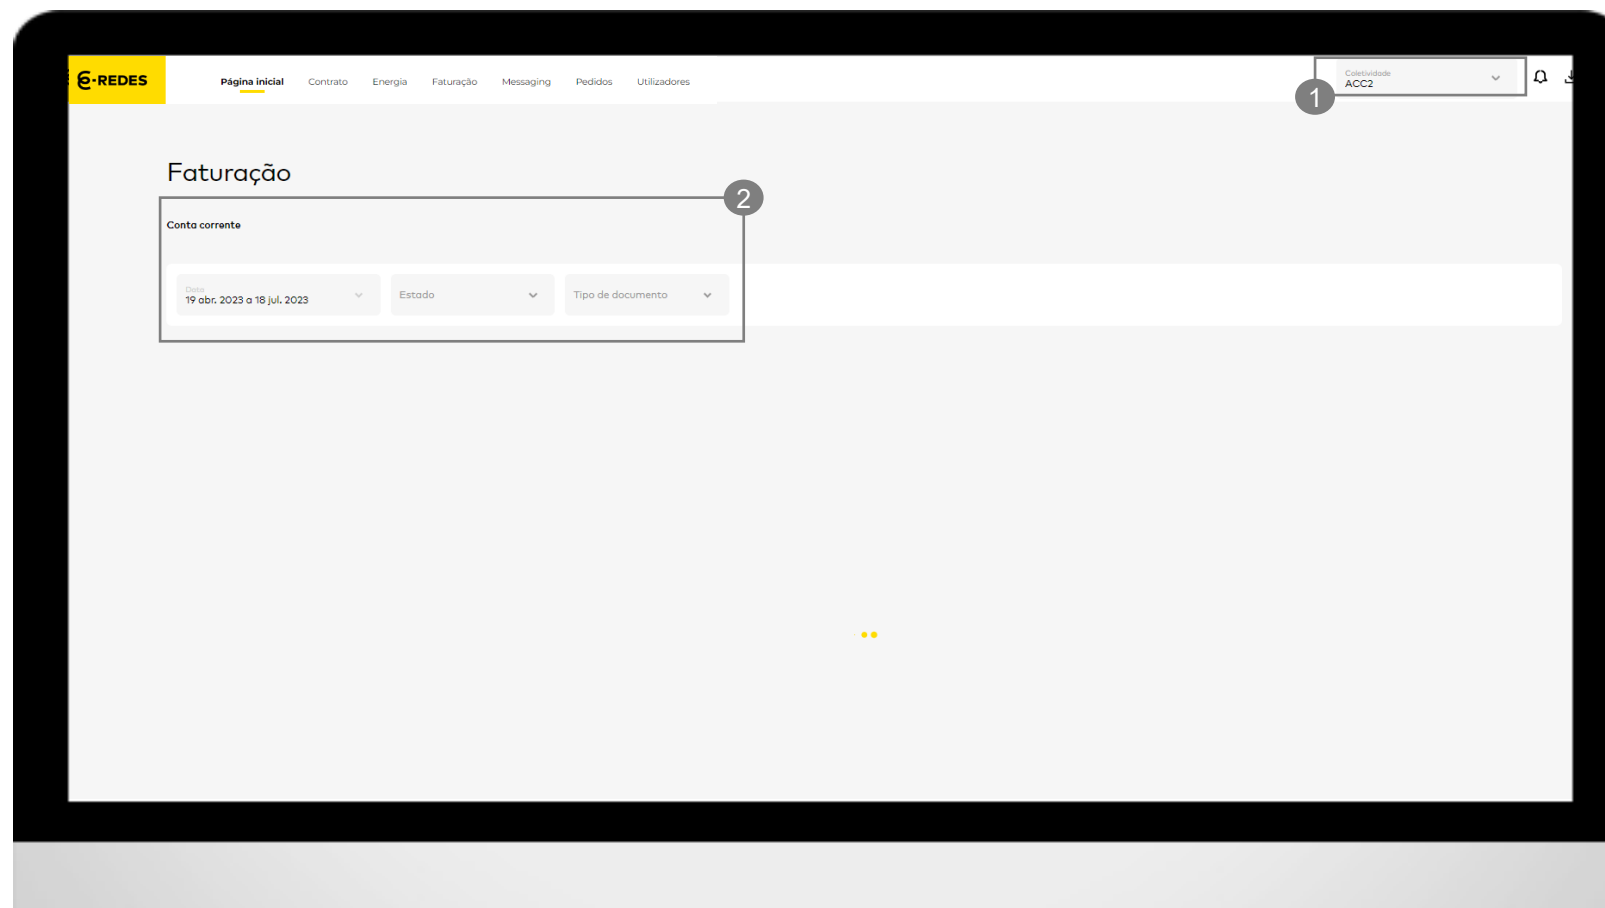 E-REDES
Página inicial Contrato Energia Faturação Messaging Pedidos Utilizadores
Coletividade
ACC2
1
Faturação
2
Conta corrente
Data
19 abr. 2023 a 18 jul. 2023
Estado
Tipo de documento